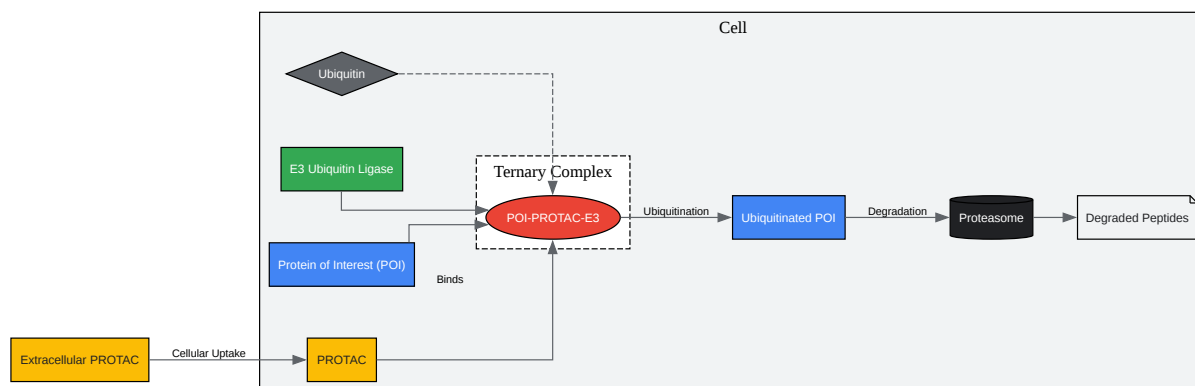 Cell
Ubiquitin
E3 Ubiquitin Ligase
Ternary Complex
POI-PROTAC-E3
Ubiquitination
Ubiquitinated POI
Degradation
Proteasome
Degraded Peptides
Protein of Interest (POI)
Binds
Extracellular PROTAC
Cellular Uptake
PROTAC